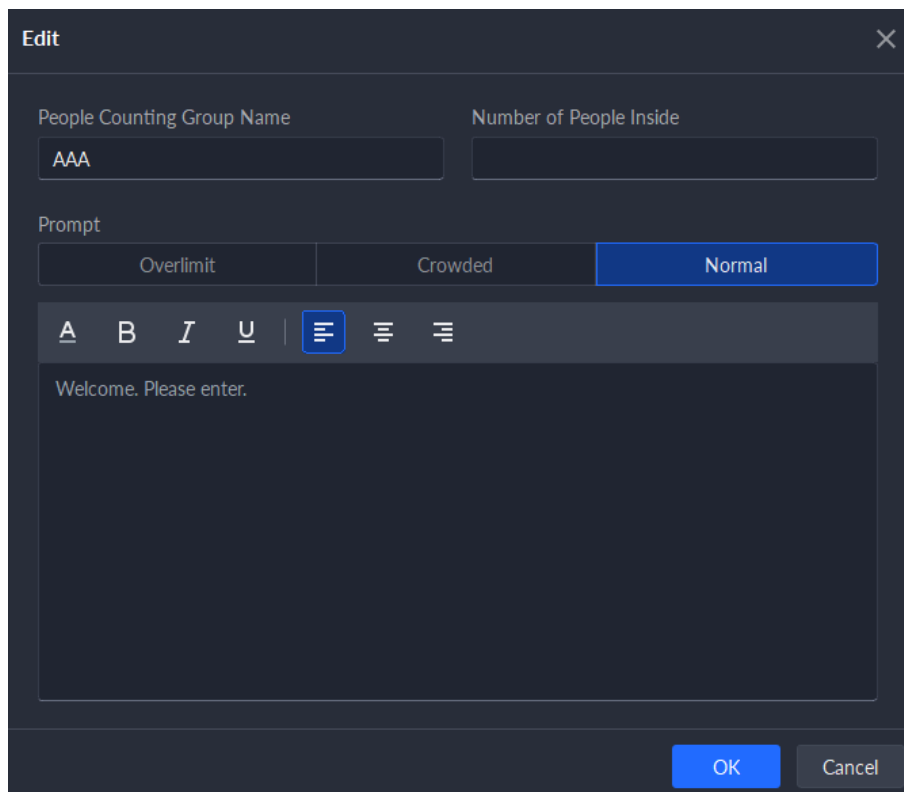 Edit
People Counting Group Name
Number of People Inside
AAA
Prompt
Overlimit
Crowded
Normal
A B I U
Welcome. Please enter.
OK
Cancel